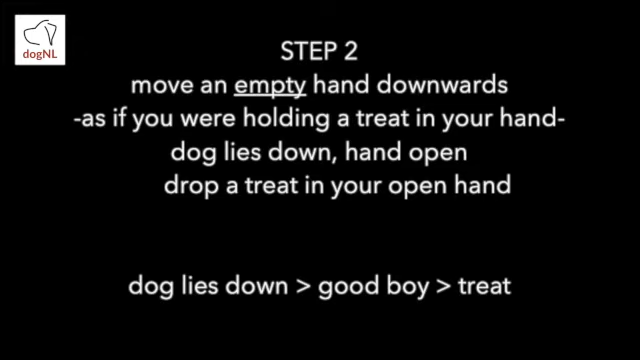 dogNL
STEP 2
move an empty hand downwards
-as if you were holding a treat in your hand-
dog lies down, hand open
drop a treat in your open hand
dog lies down > good boy > treat